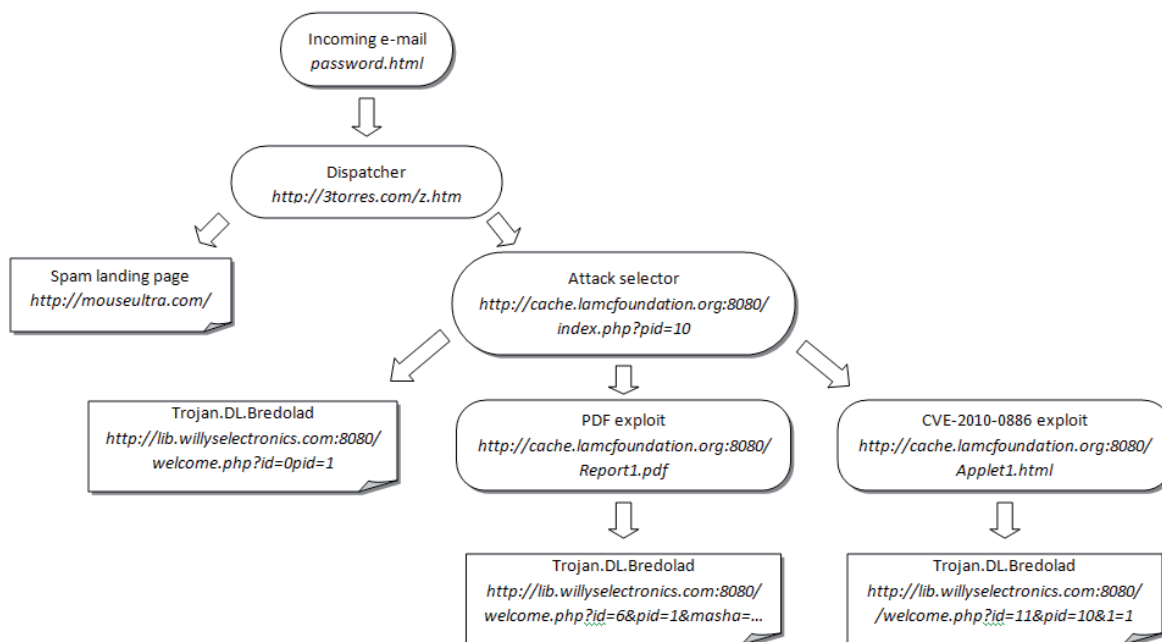 Incoming e-mail
password.html
Dispatcher
http://3torres.com/z.htm
Spam landing page
http://mouseultra.com/
Attack selector
http://cache.lamcfoundation.org:8080/
index.php?pid=10
Trojan.DL.Bredolad
http://lib.willyselectronics.com:8080/
welcome.php?id=0pid=1
PDF exploit
http://cache.lamcfoundation.org:8080/
Report1.pdf
CVE-2010-0886 exploit
http://cache.lamcfoundation.org:8080/
Applet1.html
Trojan.DL.Bredolad
http://lib.willyselectronics.com:8080/
welcome.php?id=6&pid=1&masha=...
Trojan.DL.Bredolad
http://lib.willyselectronics.com:8080/
/welcome.php?id=11&pid=10&1=1